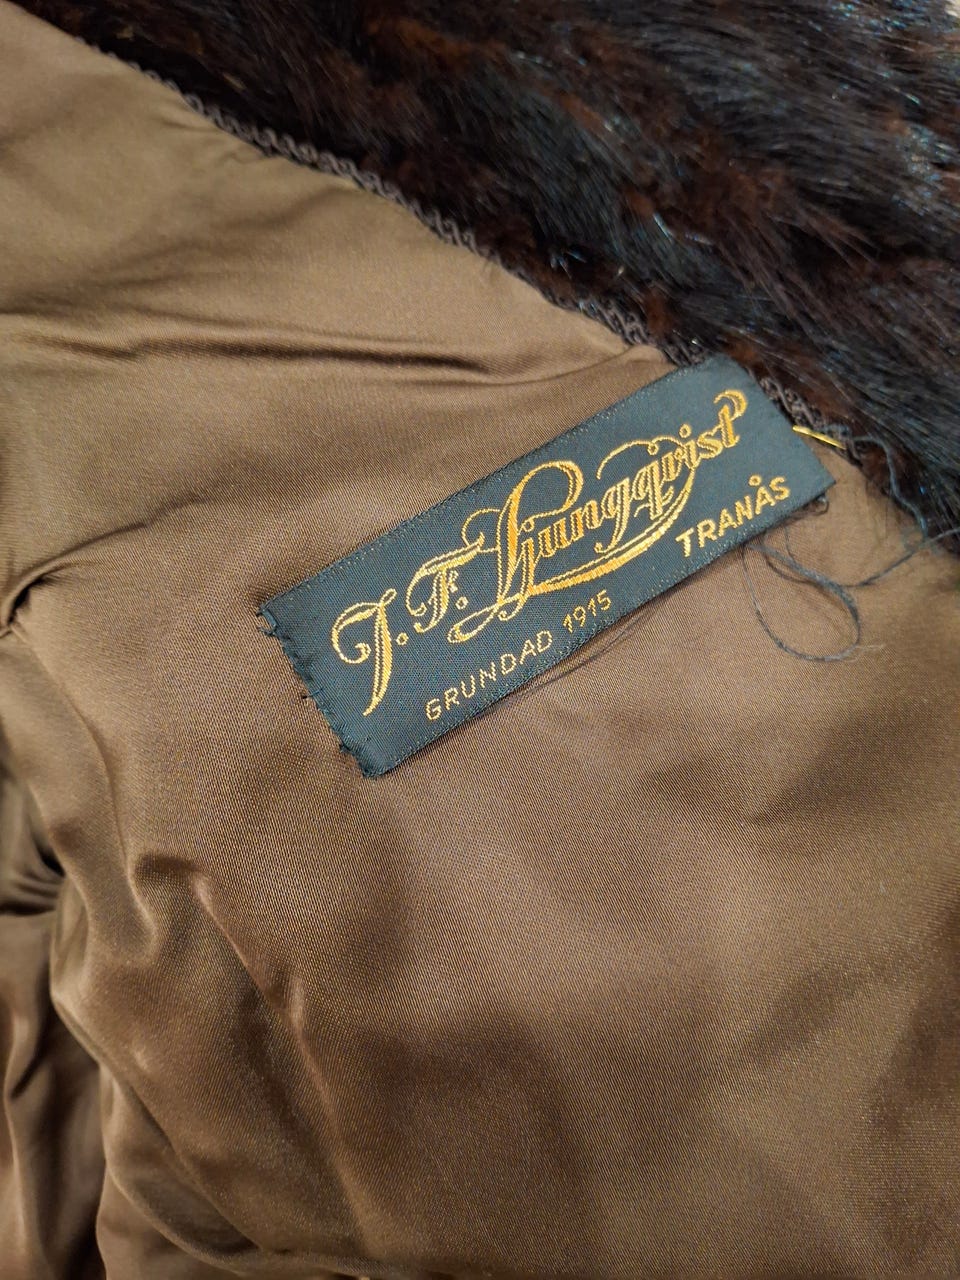 J. F. Ljungqvist
TRANÅS
GRUNDAD 1915